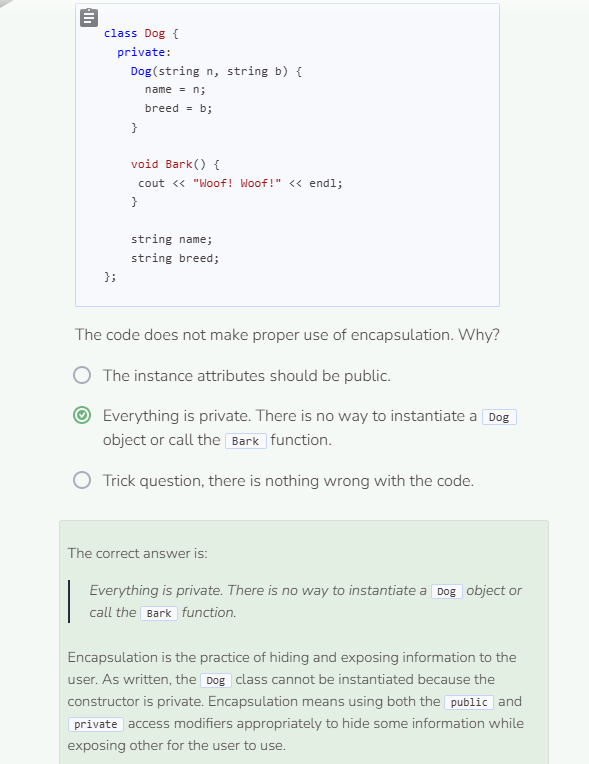 class Dog {
private:
Dog(string n, string b) {
name = n;
breed = b;
}
void Bark() {
cout << "Woof! Woof!" << endl;
}
string name;
string breed;
};
The code does not make proper use of encapsulation. Why?
The instance attributes should be public.
Everything is private. There is no way to instantiate a Dog
object or call the Bark function.
Trick question, there is nothing wrong with the code.
The correct answer is:
Everything is private. There is no way to instantiate a Dog object or
call the Bark function.
Encapsulation is the practice of hiding and exposing information to the
user. As written, the Dog class cannot be instantiated because the
constructor is private. Encapsulation means using both the public and
private access modifiers appropriately to hide some information while
exposing other for the user to use.